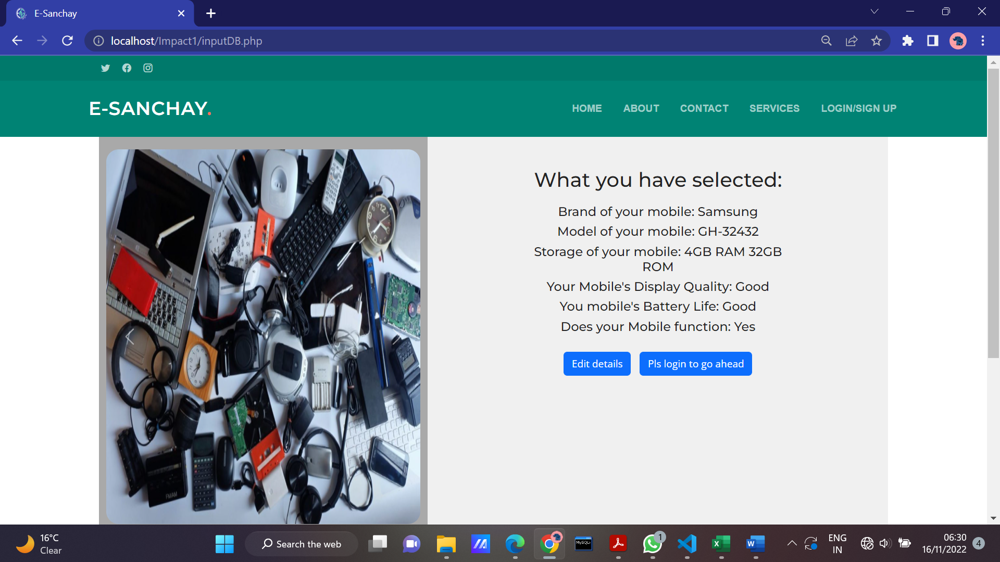 E-Sanchay
localhost/Impact1/inputDB.php
E-SANCHAY.
HOME ABOUT CONTACT SERVICES LOGIN/SIGN UP
What you have selected:
Brand of your mobile: Samsung
Model of your mobile: GH-32432
Storage of your mobile: 4GB RAM 32GB
ROM
Your Mobile's Display Quality: Good
You mobile's Battery Life: Good
Does your Mobile function: Yes
Edit details Pls login to go ahead
FM/AM
16°C
Clear
Search the web
MySQL>
1
ENG
IN
06:30
16/11/2022
4